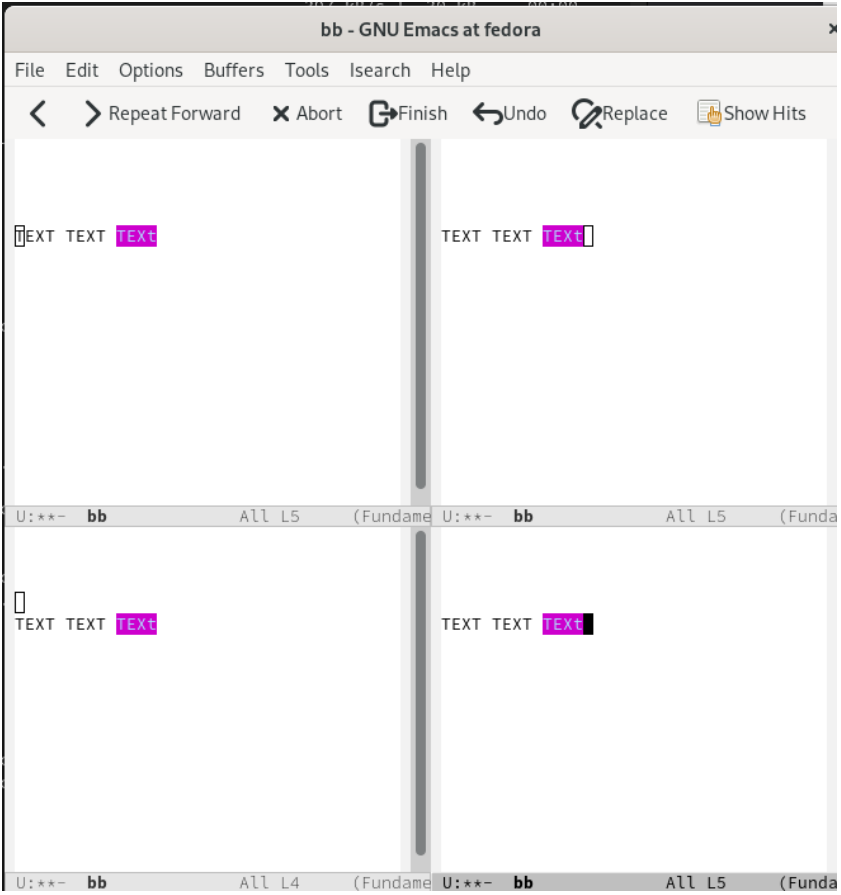 bb - GNU Emacs at fedora
File Edit Options Buffers Tools Isearch Help
Repeat Forward Abort Finish Undo Replace Show Hits
TEXT TEXT TEXt
TEXT TEXT TEXt
U:**- bb All L5 (Fundame
U:**- bb All L5 (Funda
TEXT TEXT TEXt
TEXT TEXT TEXt
U:**- bb All L4 (Fundame
U:**- bb All L5 (Funda